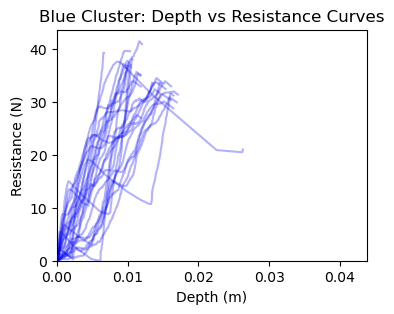 Blue Cluster: Depth vs Resistance Curves
40
30
20
10
0
0.00 0.01 0.02 0.03 0.04
Resistance (N)
Depth (m)